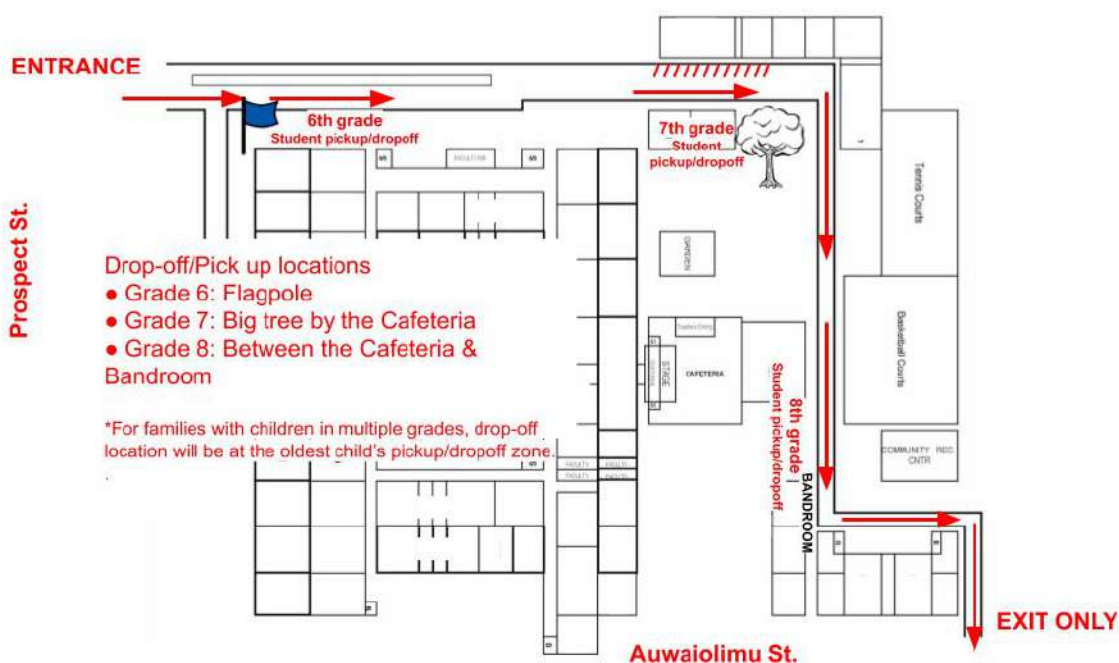 ENTRANCE
6th grade
Student pickup/dropoff
7th grade
Student
pickup/dropoff
Prospect St.
Tennis Courts
GARDEN
Drop-off/Pick up locations
● Grade 6: Flagpole
● Grade 7: Big tree by the Cafeteria
● Grade 8: Between the Cafeteria &
Bandroom
*For families with children in multiple grades, drop-off
location will be at the oldest child's pickup/dropoff zone.
STAGE
CAFETERIA
Basketball Courts
8th grade
Student pickup/dropoff
COMMUNITY REC.
CNTR
BANDROOM
FACULTY
FACULTY
EXIT ONLY
Auwaiolimu St.